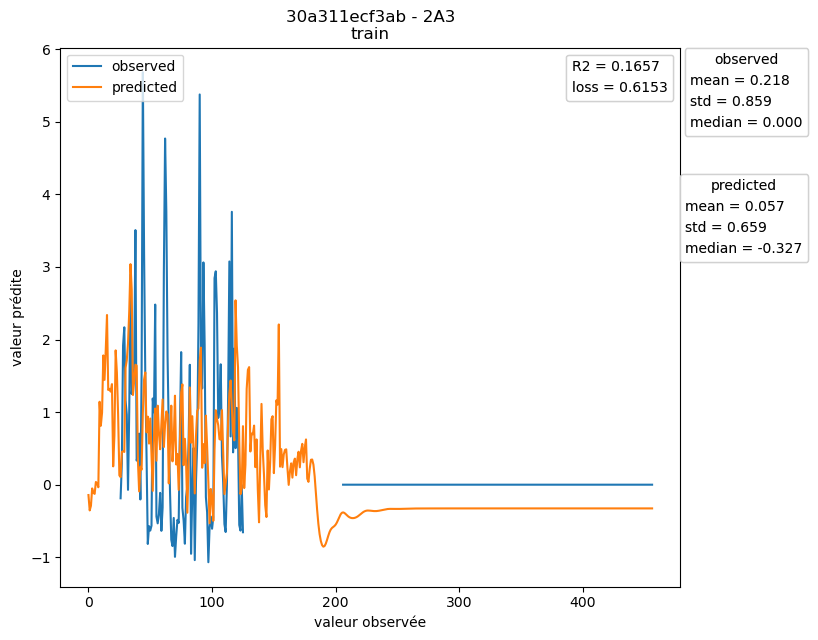 30a311ecf3ab - 2A3
train
observed
predicted
R2 = 0.1657
loss = 0.6153
observed
mean = 0.218
std = 0.859
median = 0.000
predicted
mean = 0.057
std = 0.659
median = -0.327
valeur prédite
6
5
4
3
2
1
0
−1
0
100
200
300
400
valeur observée